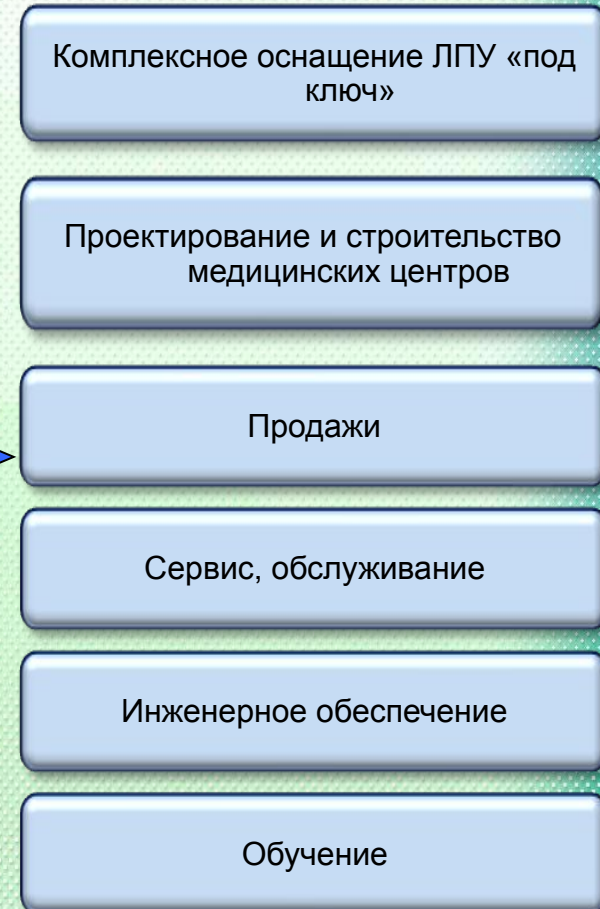 Комплексное оснащение ЛПУ «под
ключ»
Проектирование и строительство
медицинских центров
Продажи
Сервис, обслуживание
Инженерное обеспечение
Обучение